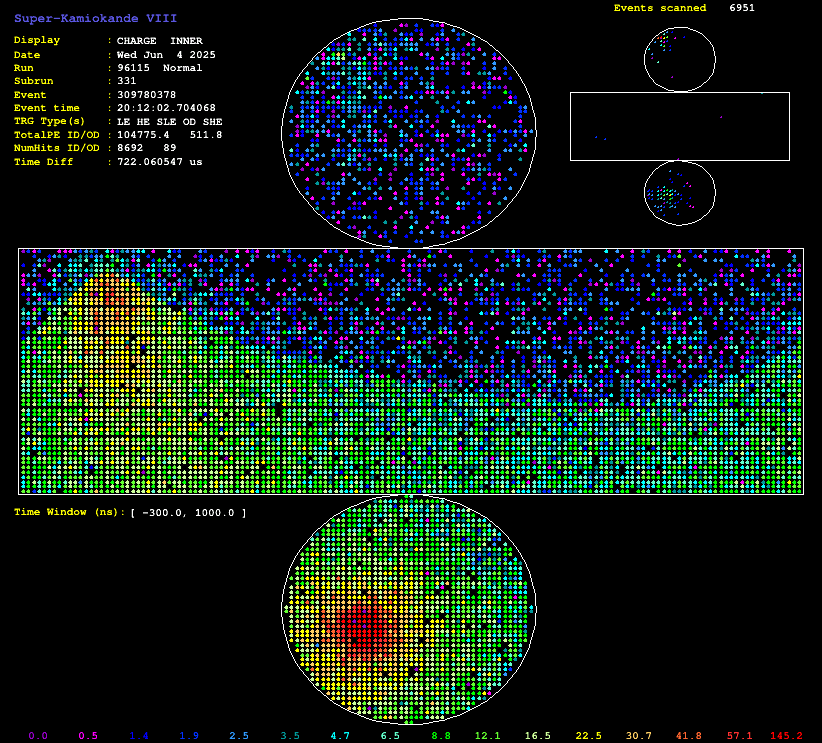 Super-Kamiokande VIII
Events scanned 6951
Display : CHARGE INNER
Date : Wed Jun 4 2025
Run : 96115 Normal
Subrun : 331
Event : 309780378
Event time : 20:12:02.704068
TRG Type(s) : LE HE SLE OD SHE
TotalPE ID/OD : 104775.4 511.8
NumHits ID/OD : 8692 89
Time Diff : 722.060547 us
Time Window (ns): [ -300.0, 1000.0 ]
0.0 0.5 1.4 1.9 2.5 3.5 4.7 6.5 8.8 12.1 16.5 22.5 30.7 41.8 57.1 145.2